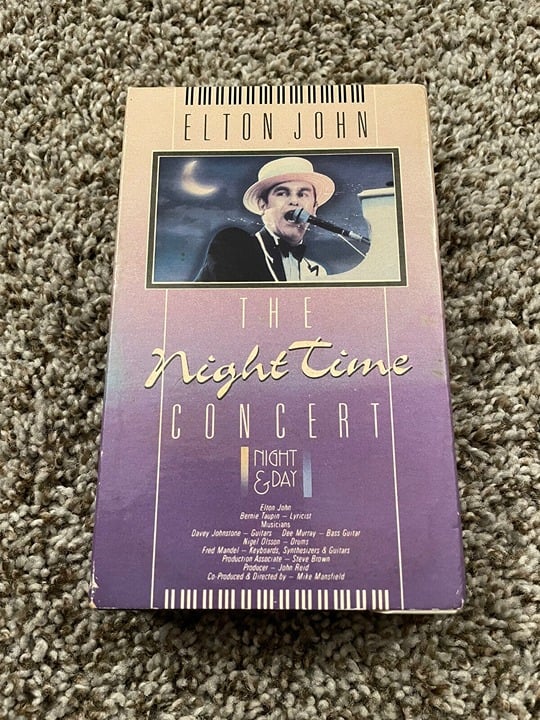 ELTON JOHN
THE
Night Time
CONCERT
NIGHT
& DAY
Elton John
Bernie Taupin – Lyricist
Musicians
Davey Johnstone – Guitars Dee Murray – Bass Guitar
Nigel Olsson – Drums
Fred Mandel – Keyboards, Synthesizers & Guitars
Production Associate – Steve Brown
Producer – John Reid
Co-Produced & Directed by – Mike Mansfield